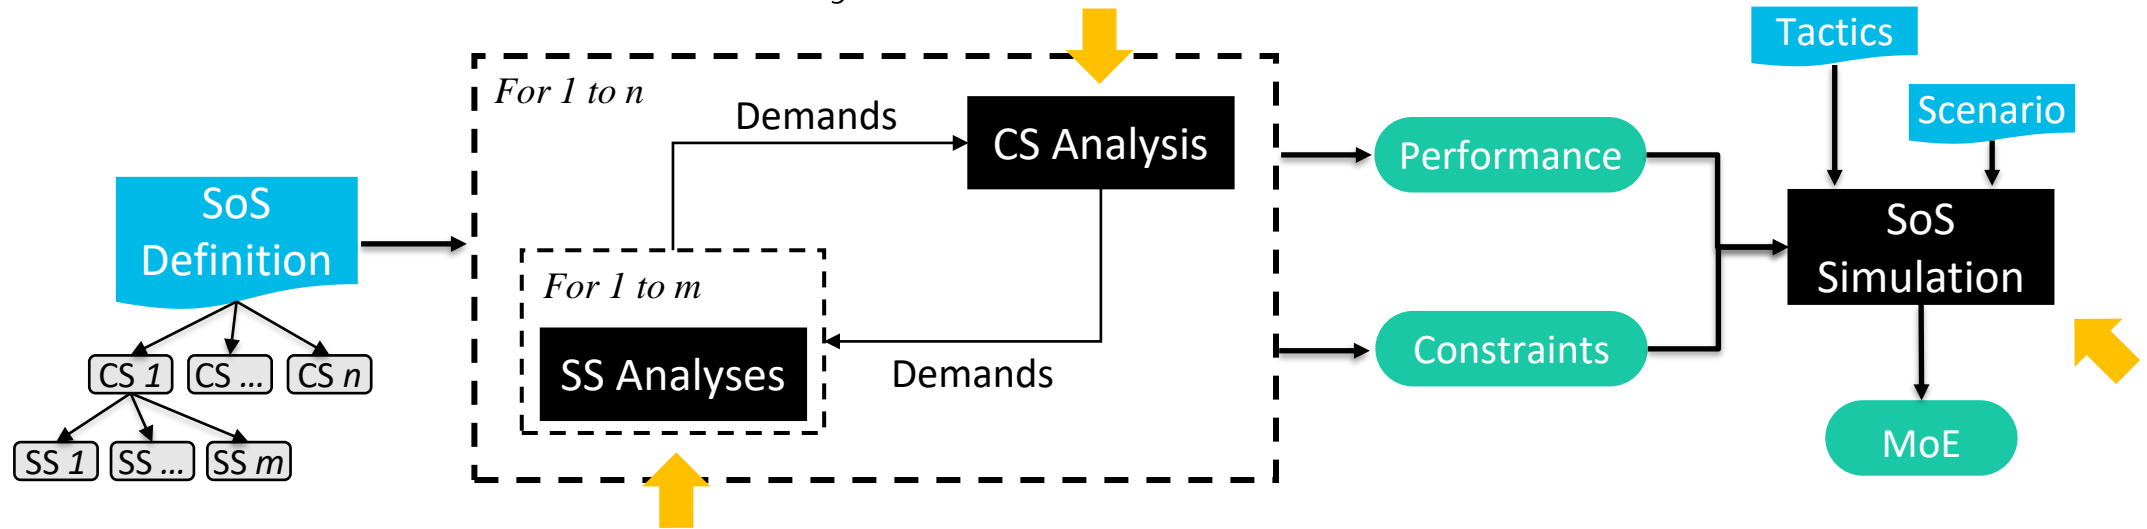 SoS
Definition
CS 1
CS ...
CS n
SS 1
SS ...
SS m
For 1 to n
Demands
CS Analysis
For 1 to m
SS Analyses
Demands
Performance
Constraints
Tactics
Scenario
SoS
Simulation
MoE